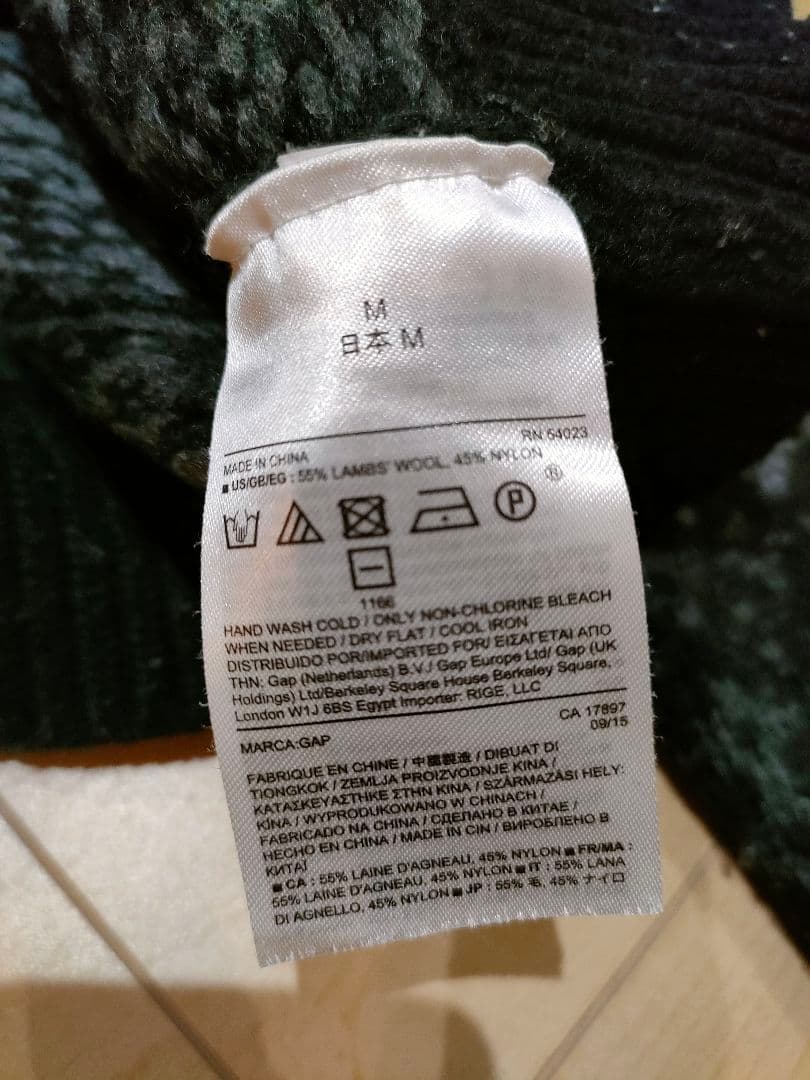 M
日本 M
RN 54023
MADE IN CHINA
■ US/GB/EG : 55% LAMBS' WOOL, 45% NYLON
P ®
1166
HAND WASH COLD / ONLY NON-CHLORINE BLEACH
WHEN NEEDED / DRY FLAT / COOL IRON
DISTRIBUIDO POR/IMPORTED FOR/ ΕΙΣΑΓΕΤΑΙ ΑΠΟ
ΤΗΝ: Gap (Netherlands) B.V./ Gap Europe Ltd/ Gap (UK
Holdings) Ltd/Berkeley Square House Berkeley Square,
London W1J 6BS Egypt Importer: RIGE, LLC
CA 17897
09/15
MARCA:GAP
FABRIQUE EN CHINE / 中國製造 / DIBUAT DI
TIONGKOK / ZEMLJA PROIZVODNJE KINA /
ΚΑΤΑΣΚΕΥΑΣΤΗΚΕ ΣΤΗΝ ΚΙΝΑ / SZÁRMAZÁSI HELY:
KÍNA / WYPRODUKOWANO W CHINACH /
FABRICADO NA CHINA / СДЕЛАНО В КИТАЕ /
HECHO EN CHINA / MADE IN CIN / ВИРОБЛЕНО В
КИТАЇ
■ CA : 55% LAINE D'AGNEAU, 45% NYLON ■ FR/MA :
55% LAINE D'AGNEAU, 45% NYLON ■ IT : 55% LANA
DI AGNELLO, 45% NYLON ■ JP : 55% 毛, 45% ナイロ